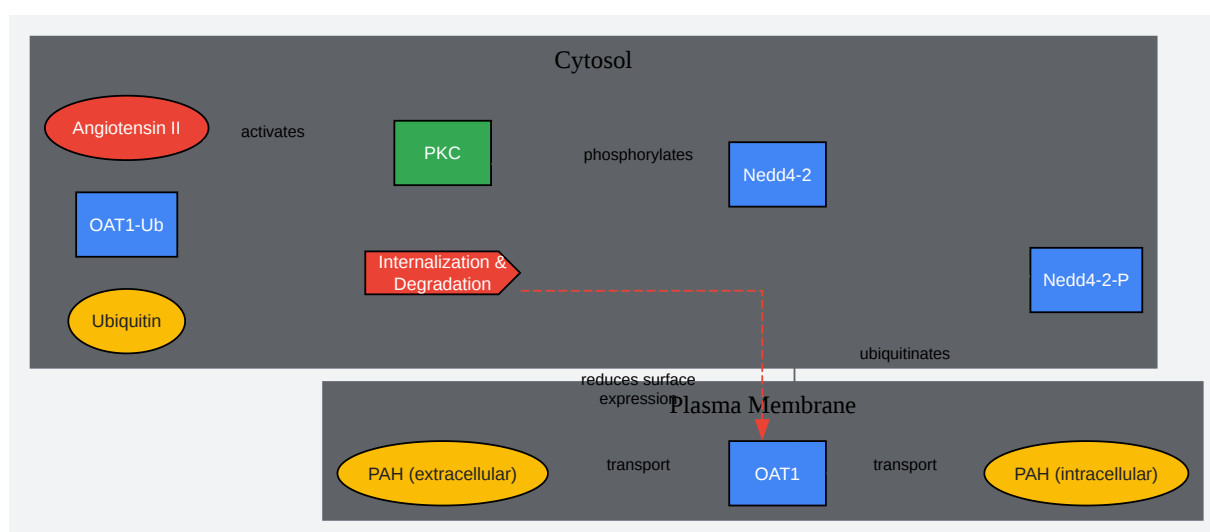 Cytosol
Angiotensin II
activates
PKC
phosphorylates
Nedd4-2
OAT1-Ub
Internalization &
Degradation
Nedd4-2-P
Ubiquitin
ubiquitinates
reduces surface
expression
Plasma Membrane
PAH (extracellular)
transport
OAT1
transport
PAH (intracellular)